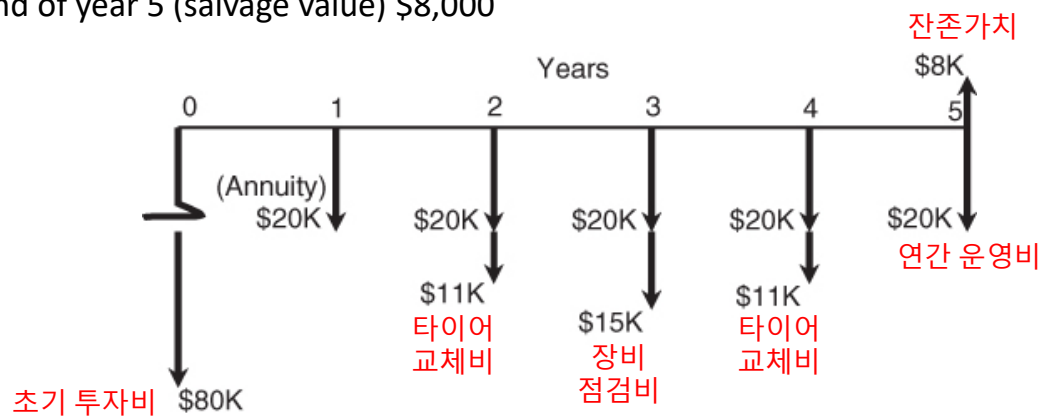 nd of year 5 (salvage value) $8,000
잔존가치
$8K
Years
0 1 2 3 4 5
(Annuity)
$20K $20K $20K $20K $20K
연간 운영비
$11K $15K $11K
타이어
교체비
장비
점검비
타이어
교체비
초기 투자비 $80K